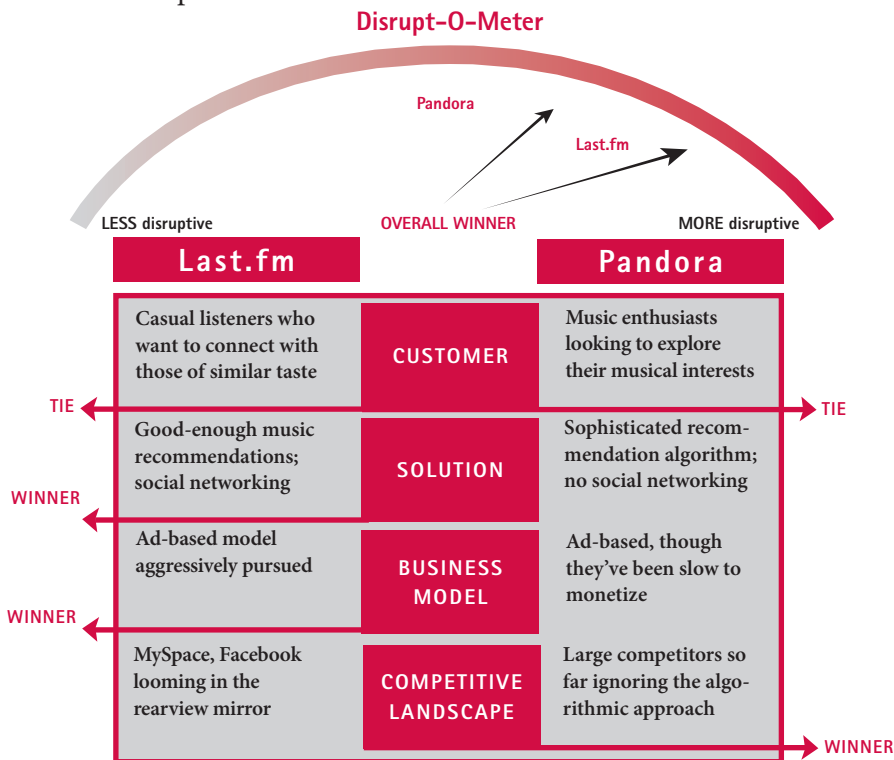 Disrupt-O-Meter
Pandora
Last.fm
LESS disruptive
OVERALL WINNER
MORE disruptive
Last.fm
Pandora
Casual listeners who
want to connect with
those of similar taste
CUSTOMER
Music enthusiasts
looking to explore
their musical interests
TIE
TIE
Good-enough music
recommendations;
social networking
SOLUTION
Sophisticated recom-
mendation algorithm;
no social networking
WINNER
Ad-based model
aggressively pursued
BUSINESS
MODEL
Ad-based, though
they've been slow to
monetize
WINNER
MySpace, Facebook
looming in the
rearview mirror
COMPETITIVE
LANDSCAPE
Large competitors so
far ignoring the algo-
rithmic approach
WINNER